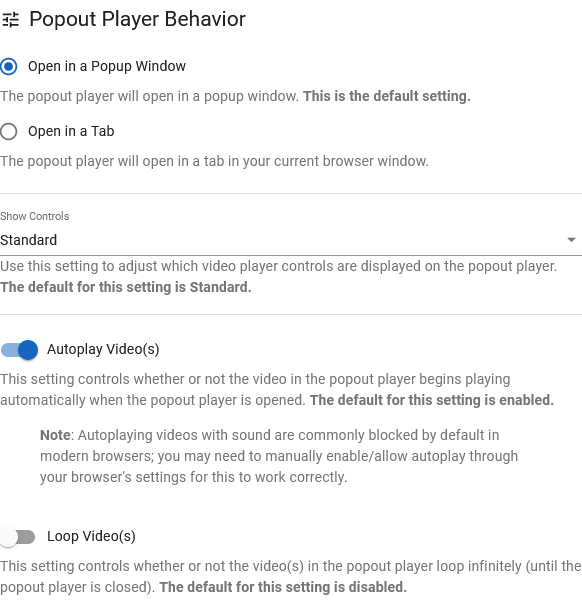 Popout Player Behavior
Open in a Popup Window
The popout player will open in a popup window. This is the default setting.
Open in a Tab
The popout player will open in a tab in your current browser window.
Show Controls
Standard
Use this setting to adjust which video player controls are displayed on the popout player.
The default for this setting is Standard.
Autoplay Video(s)
This setting controls whether or not the video in the popout player begins playing
automatically when the popout player is opened. The default for this setting is enabled.
Note: Autoplaying videos with sound are commonly blocked by default in
modern browsers; you may need to manually enable/allow autoplay through
your browser's settings for this to work correctly.
Loop Video(s)
This setting controls whether or not the video(s) in the popout player loop infinitely (until the
popout player is closed). The default for this setting is disabled.